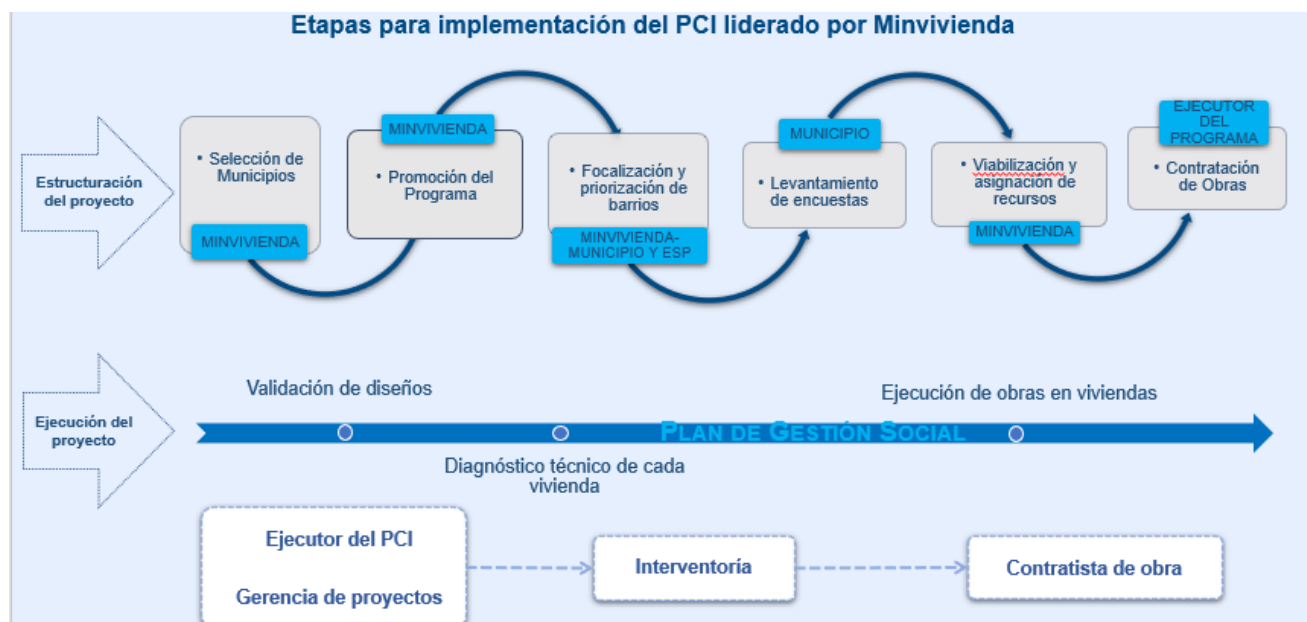 Etapas para implementación del PCI liderado por Minvivienda
Estructuración
del proyecto
• Selección de
Municipios
MINVIVIENDA
MINVIVIENDA
• Promoción del
Programa
• Focalización y
priorización de
barrios
MINVIVIENDA-
MUNICIPIO Y ESP
MUNICIPIO
• Levantamiento
de encuestas
• Viabilización y
asignación de
recursos
MINVIVIENDA
EJECUTOR
DEL
PROGRAMA
• Contratación
de Obras
Ejecución del
proyecto
Validación de diseños
Ejecución de obras en viviendas
PLAN DE GESTIÓN SOCIAL
Diagnóstico técnico de cada
vivienda
Ejecutor del PCI
Gerencia de proyectos
Interventoría
Contratista de obra